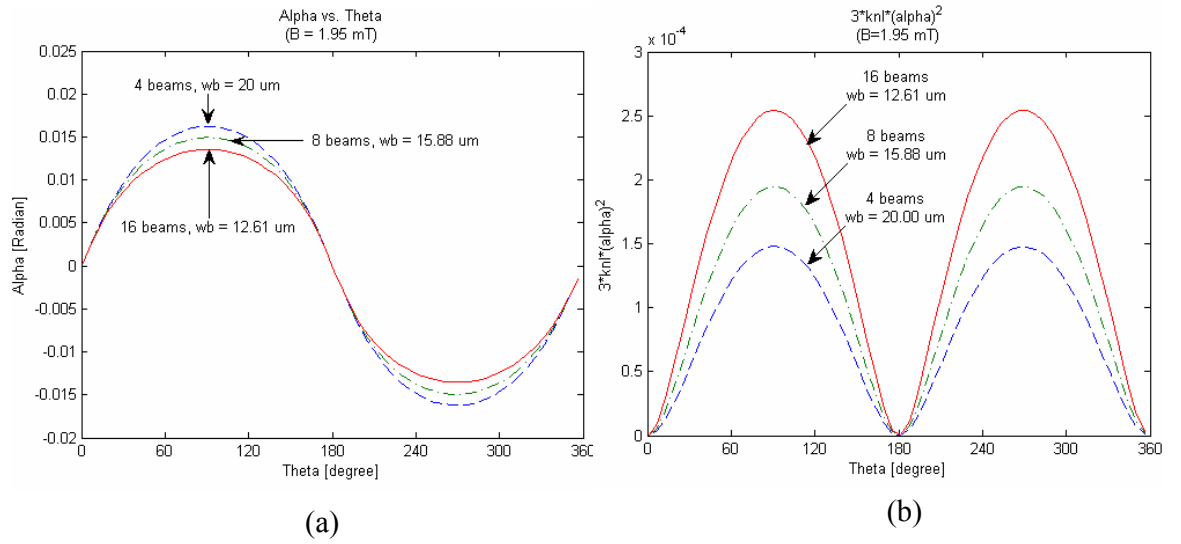 Alpha vs. Theta
(B = 1.95 mT)
0.025
0.02
0.015
0.01
0.005
0
-0.005
-0.01
-0.015
-0.02
Alpha [Radian]
4 beams, wb = 20 um
8 beams, wb = 15.88 um
16 beams, wb = 12.61 um
0
60
120
180
240
300
360
Theta [degree]
(a)
3*knl*(alpha)²
(B=1.95 mT)
x 10⁻⁴
3
2.5
2
1.5
1
0.5
0
3*knl*(alpha)²
16 beams
wb = 12.61 um
8 beams
wb = 15.88 um
4 beams
wb = 20.00 um
0
60
120
180
240
300
360
Theta [degree]
(b)